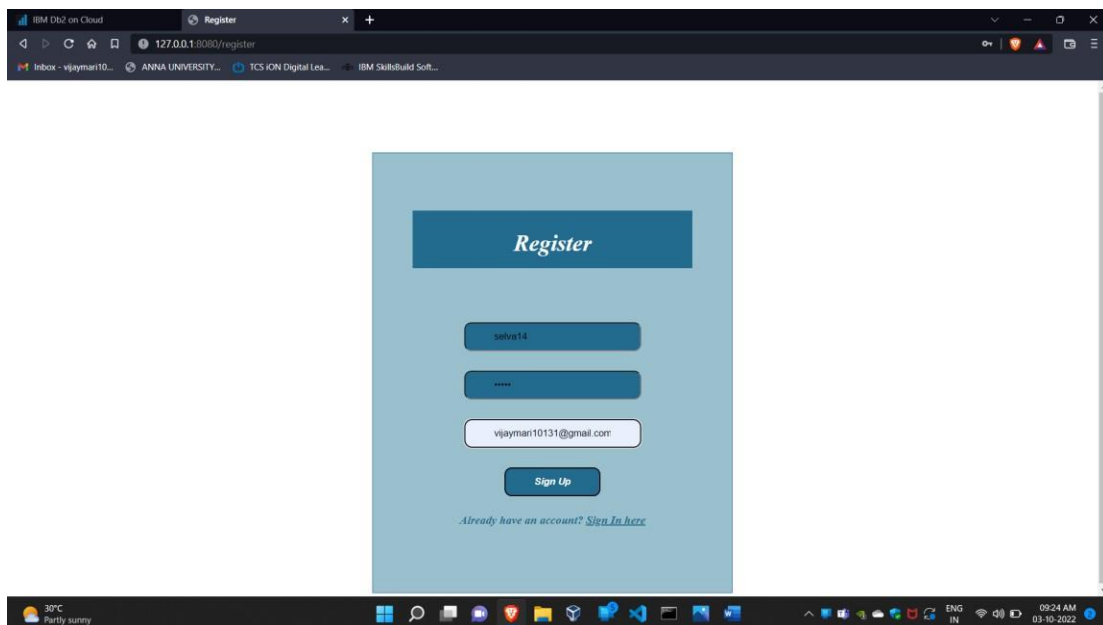 IBM Db2 on Cloud
Register
127.0.0.1:8080/register
Inbox - vijaymari10...
ANNA UNIVERSITY...
TCS iON Digital Lea...
IBM SkillsBuild Soft...
Register
selva14
•••••
vijaymari10131@gmail.com
Sign Up
Already have an account? Sign In here
30°C
Partly sunny
ENG
IN
09:24 AM
03-10-2022